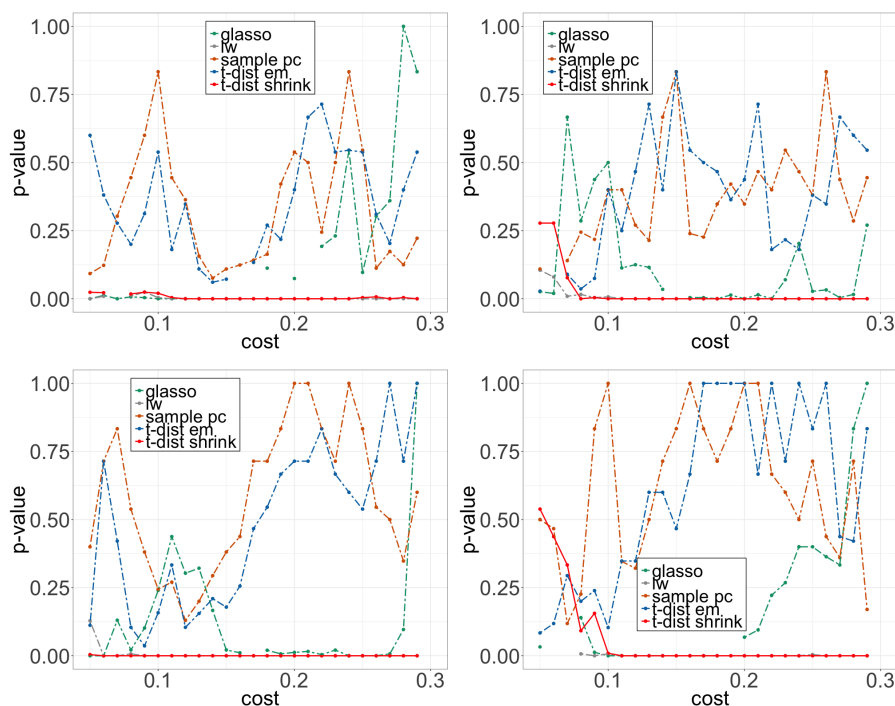 p-value
1.00
0.75
0.50
0.25
0.00
glasso
lw
sample pc
t-dist em
t-dist shrink
0.1
0.2
0.3
cost
p-value
1.00
0.75
0.50
0.25
0.00
glasso
lw
sample pc
t-dist em
t-dist shrink
0.1
0.2
0.3
cost
p-value
1.00
0.75
0.50
0.25
0.00
glasso
lw
sample pc
t-dist em
t-dist shrink
0.1
0.2
0.3
cost
p-value
1.00
0.75
0.50
0.25
0.00
glasso
lw
sample pc
t-dist em
t-dist shrink
0.1
0.2
0.3
cost